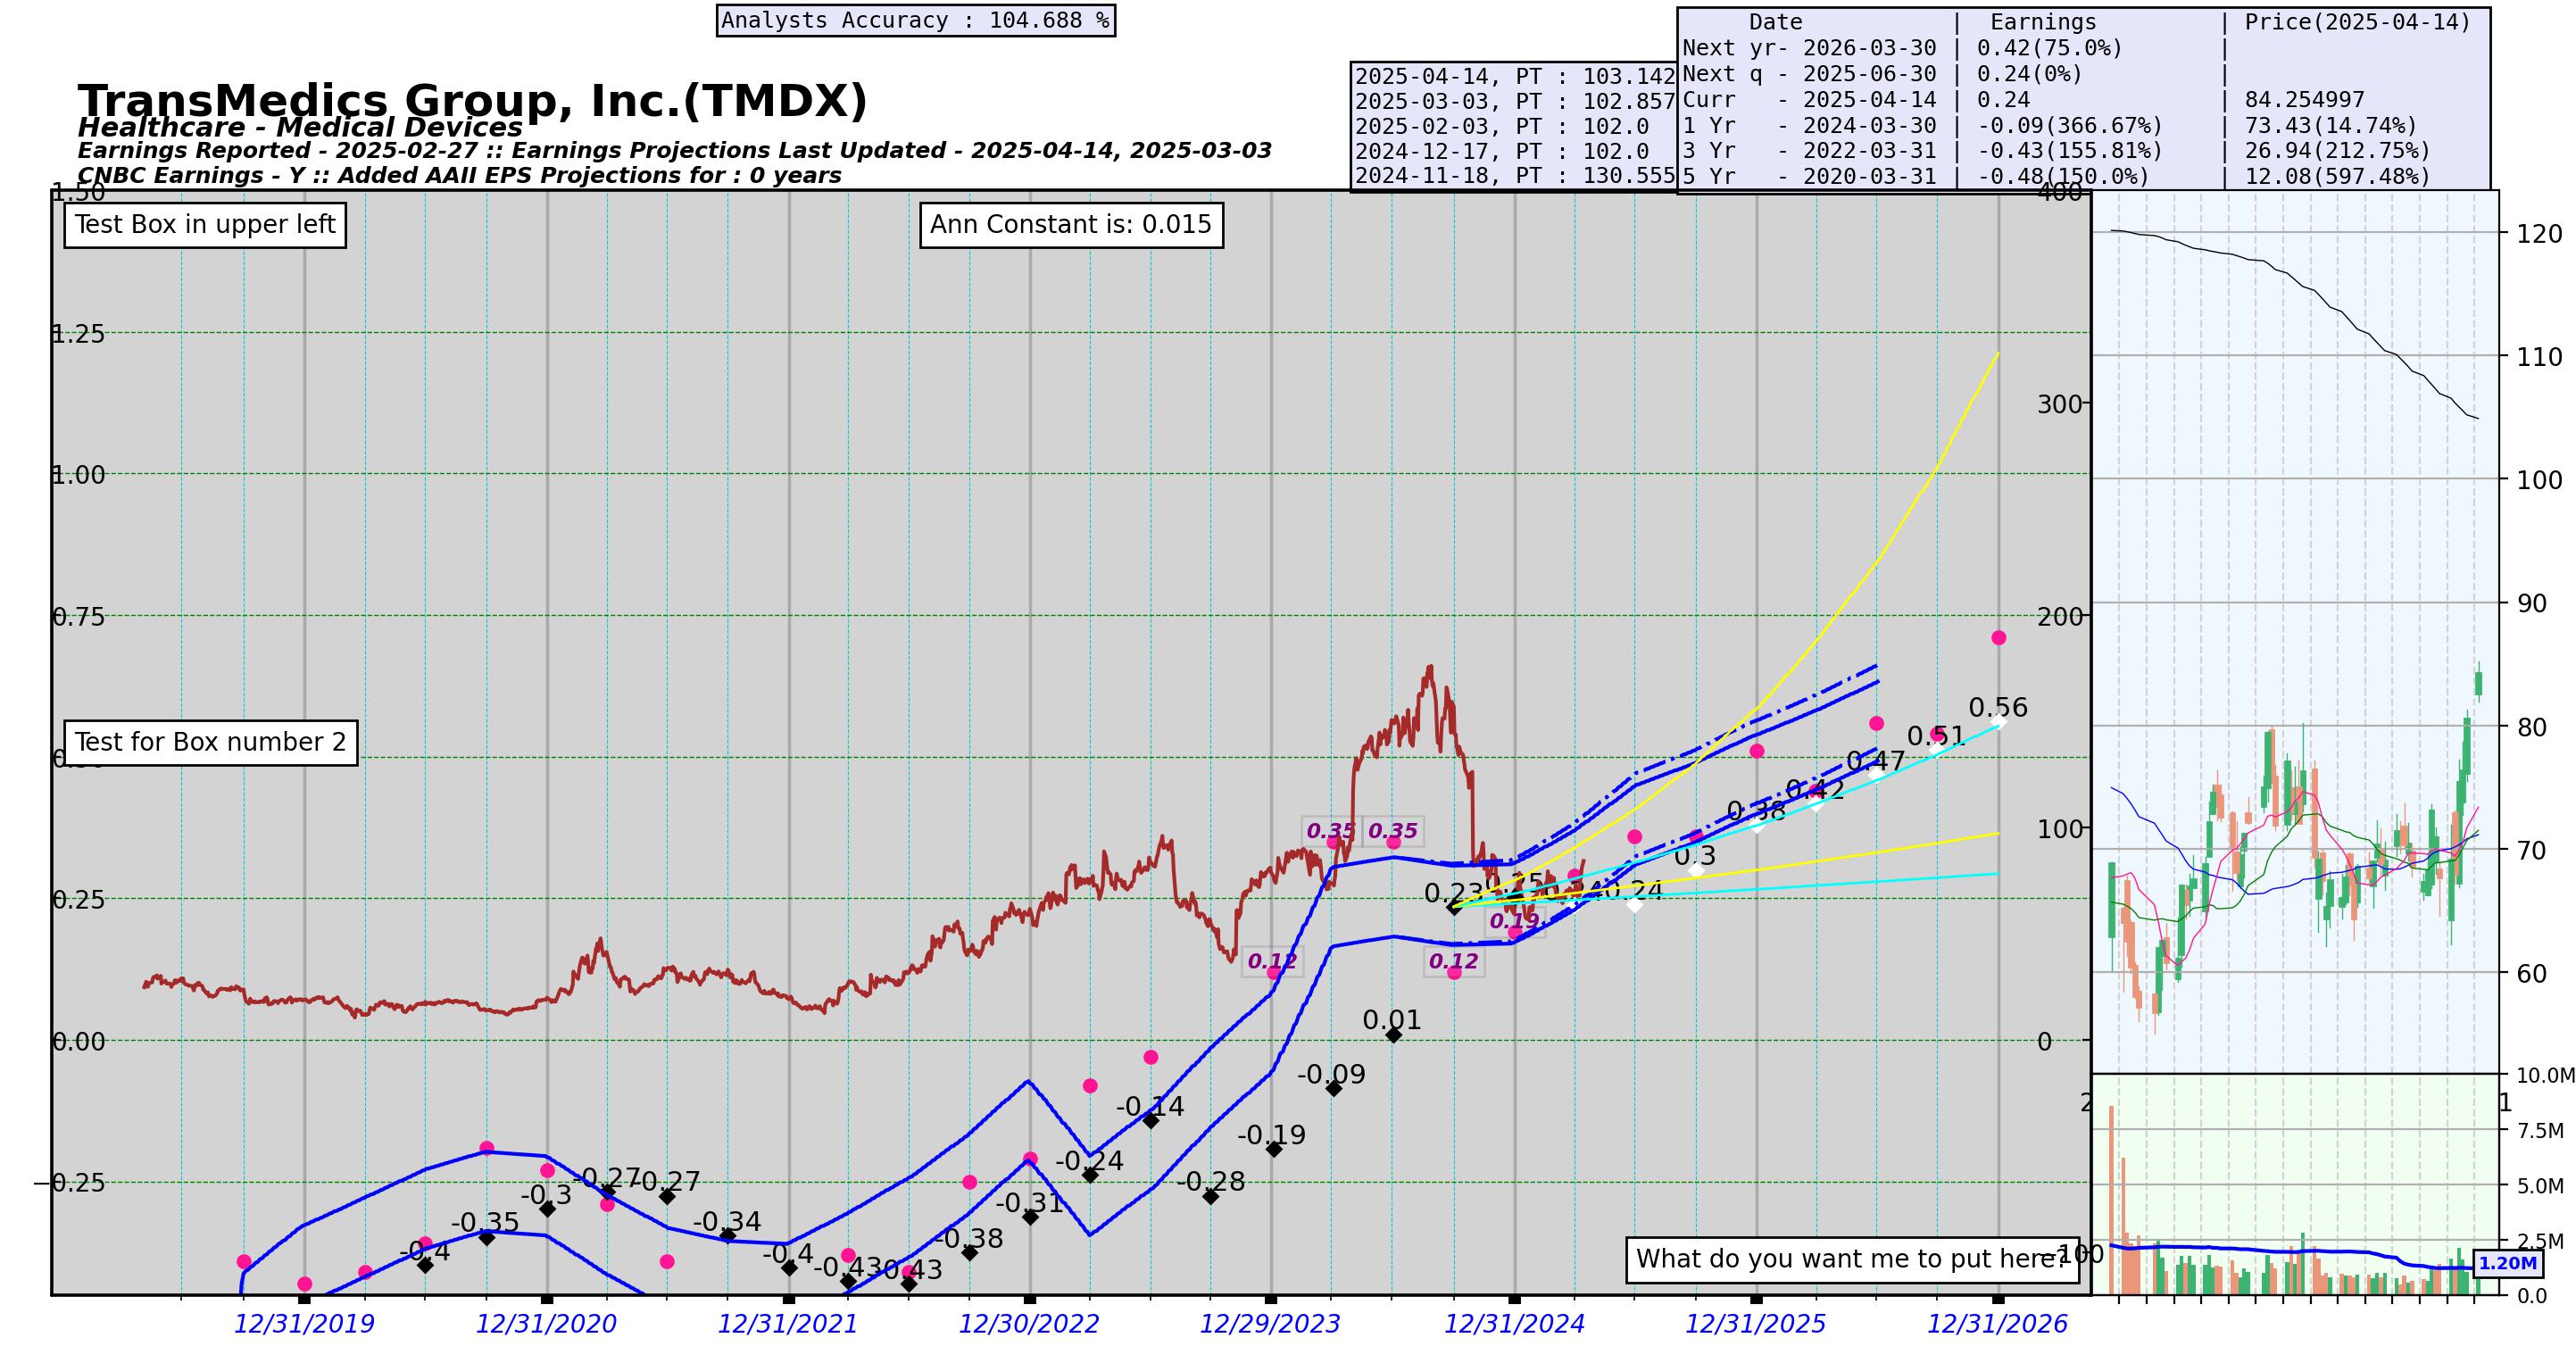 Analysts Accuracy : 104.688 %
Date | Earnings | Price(2025-04-14)
Next yr- 2026-03-30 | 0.42(75.0%) |
Next q - 2025-06-30 | 0.24(0%) |
Curr - 2025-04-14 | 0.24 | 84.254997
1 Yr - 2024-03-30 | -0.09(366.67%) | 73.43(14.74%)
3 Yr - 2022-03-31 | -0.43(155.81%) | 26.94(212.75%)
5 Yr - 2020-03-31 | -0.48(150.0%) | 12.08(597.48%)
2025-04-14, PT : 103.142
2025-03-03, PT : 102.857
2025-02-03, PT : 102.0
2024-12-17, PT : 102.0
2024-11-18, PT : 130.555
TransMedics Group, Inc.(TMDX)
Healthcare - Medical Devices
Earnings Reported - 2025-02-27 :: Earnings Projections Last Updated - 2025-04-14, 2025-03-03
CNBC Earnings - Y :: Added AAII EPS Projections for : 0 years
Test Box in upper left
Ann Constant is: 0.015
Test for Box number 2
What do you want me to put here?
1.50
1.25
1.00
0.75
0.50
0.25
0.00
−0.25
400
300
200
100
0
−100
-0.4
-0.35
-0.3
-0.27
-0.27
-0.34
-0.4
-0.43
-0.43
-0.38
-0.31
-0.24
-0.14
-0.28
-0.19
-0.09
0.01
0.23
0.24
0.3
0.38
0.42
0.47
0.51
0.56
0.12
0.35
0.35
0.12
0.19
120
110
100
90
80
70
60
10.0M
7.5M
5.0M
2.5M
1.20M
0.0
2
1
12/31/2019
12/31/2020
12/31/2021
12/30/2022
12/29/2023
12/31/2024
12/31/2025
12/31/2026